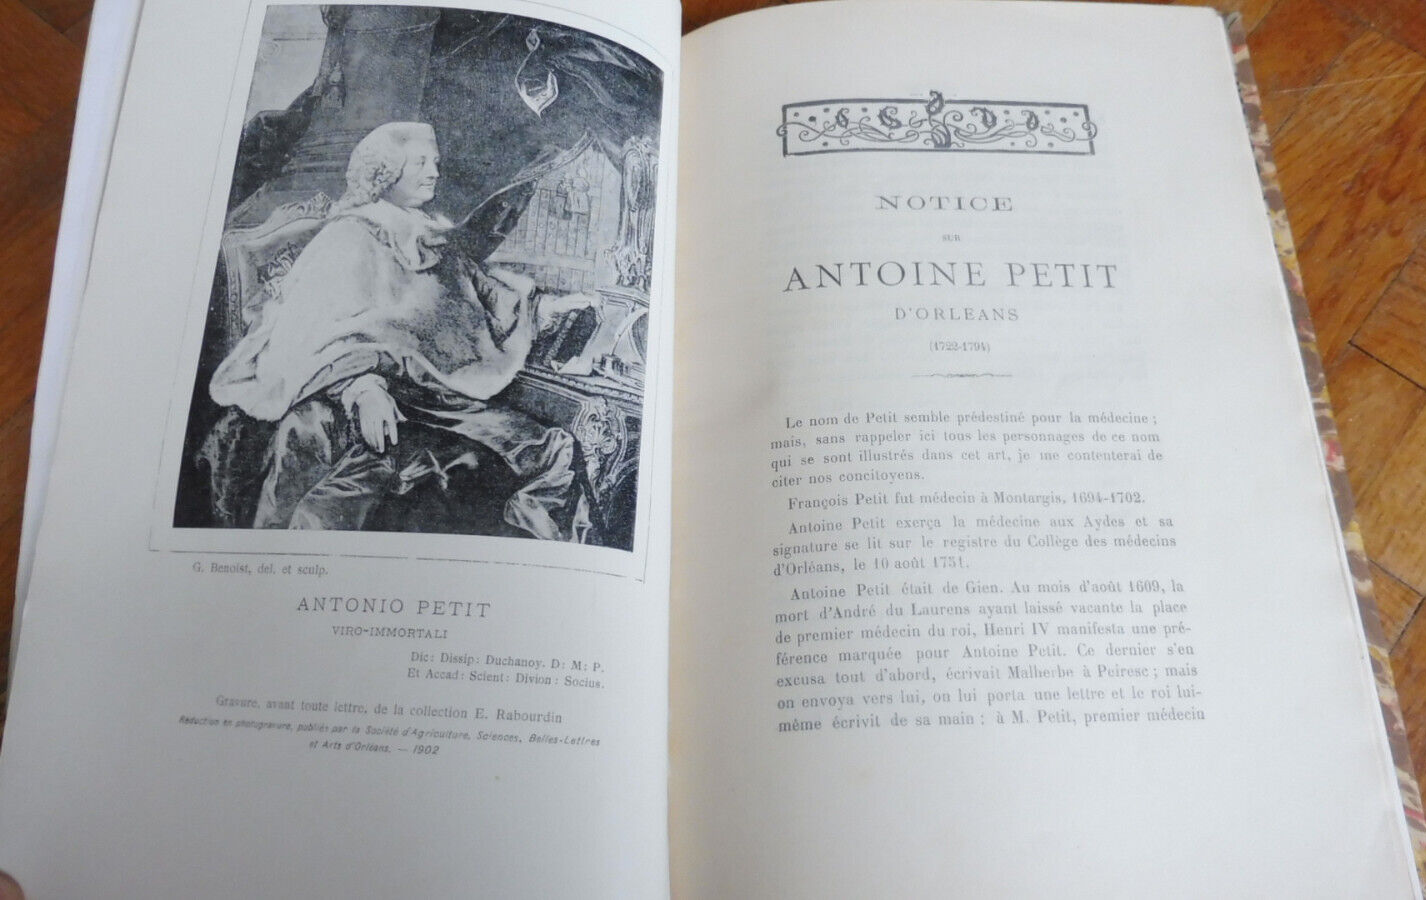 G. Benoist, del. et sculp.
ANTONIO PETIT
VIRO-IMMORTALI
Dic: Dissip: Duchanoy. D: M: P.
Et Accad: Scient: Divion: Socius.
Gravure, avant toute lettre, de la collection E. Rabourdin
Réduction en photogravure, publiés par la Société d'Agriculture, Sciences, Belles-Lettres
et Arts d'Orléans. — 1902
NOTICE
SUR
ANTOINE PETIT
D'ORLEANS
(1722-1794)
Le nom de Petit semble prédestiné pour la médecine ;
mais, sans rappeler ici tous les personnages de ce nom
qui se sont illustrés dans cet art, je me contenterai de
citer nos concitoyens.
François Petit fut médecin à Montargis, 1694-1702.
Antoine Petit exerça la médecine aux Aydes et sa
signature se lit sur le registre du Collège des médecins
d'Orléans, le 10 août 1751.
Antoine Petit était de Gien. Au mois d'août 1609, la
mort d'André du Laurens ayant laissé vacante la place
de premier médecin du roi, Henri IV manifesta une pré-
férence marquée pour Antoine Petit. Ce dernier s'en
excusa tout d'abord, écrivait Malherbe à Peiresc ; mais
on envoya vers lui, on lui porta une lettre et le roi lui-
même écrivit de sa main : à M. Petit, premier médecin